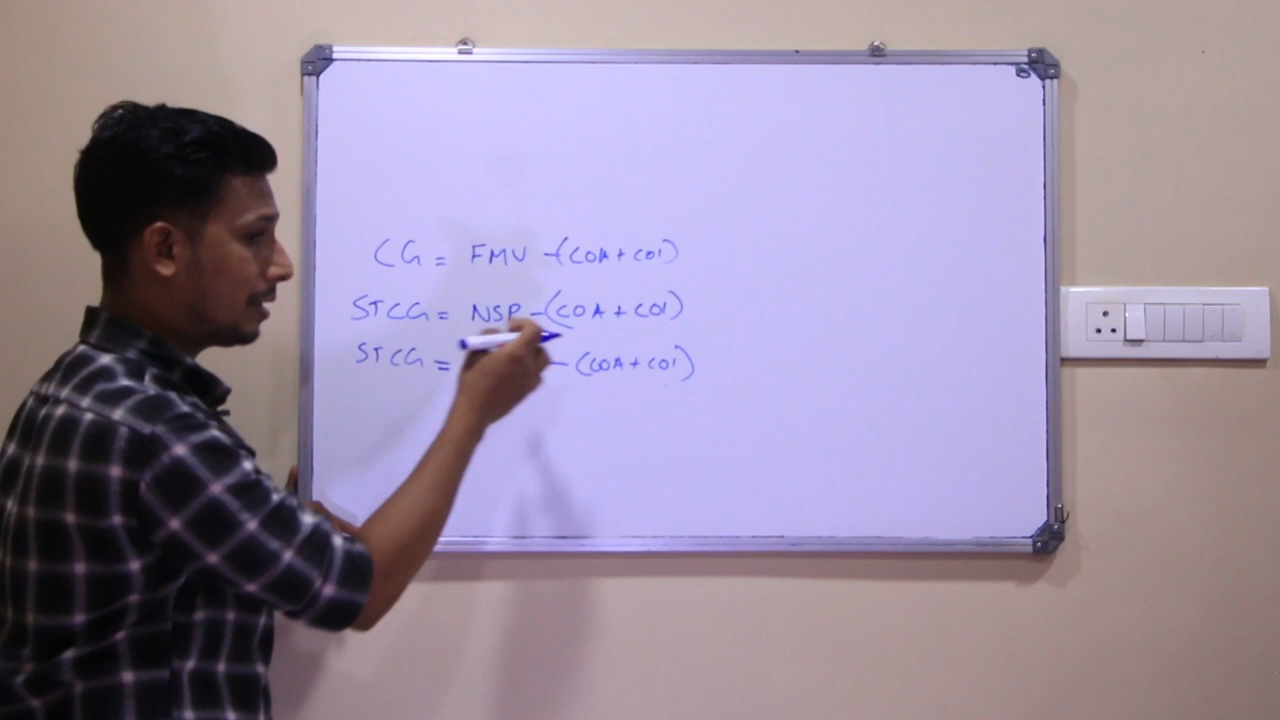 CG = FMV - (COA + COI)
STCG = NSP - (COA + COI)
STCG = - (COA + COI)